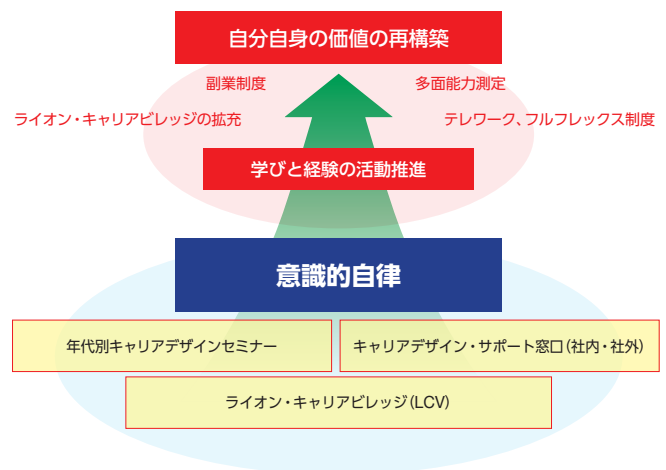 自分自身の価値の再構築
副業制度
多面能力測定
ライオン・キャリアビレッジの拡充
テレワーク、フルフレックス制度
学びと経験の活動推進
意識的自律
年代別キャリアデザインセミナー
キャリアデザイン・サポート窓口(社内・社外)
ライオン・キャリアビレッジ(LCV)